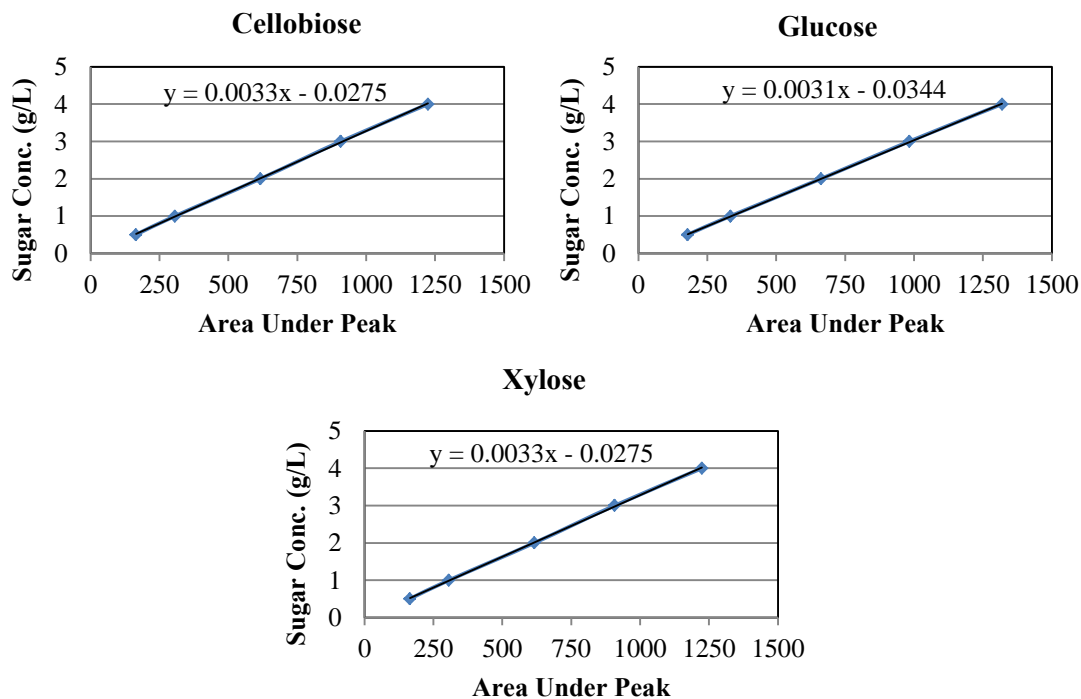 Cellobiose
y = 0.0033x - 0.0275
Sugar Conc. (g/L)
5
4
3
2
1
0
0 250 500 750 1000 1250 1500
Area Under Peak
Glucose
y = 0.0031x - 0.0344
Sugar Conc. (g/L)
5
4
3
2
1
0
0 250 500 750 1000 1250 1500
Area Under Peak
Xylose
y = 0.0033x - 0.0275
Sugar Conc. (g/L)
5
4
3
2
1
0
0 250 500 750 1000 1250 1500
Area Under Peak